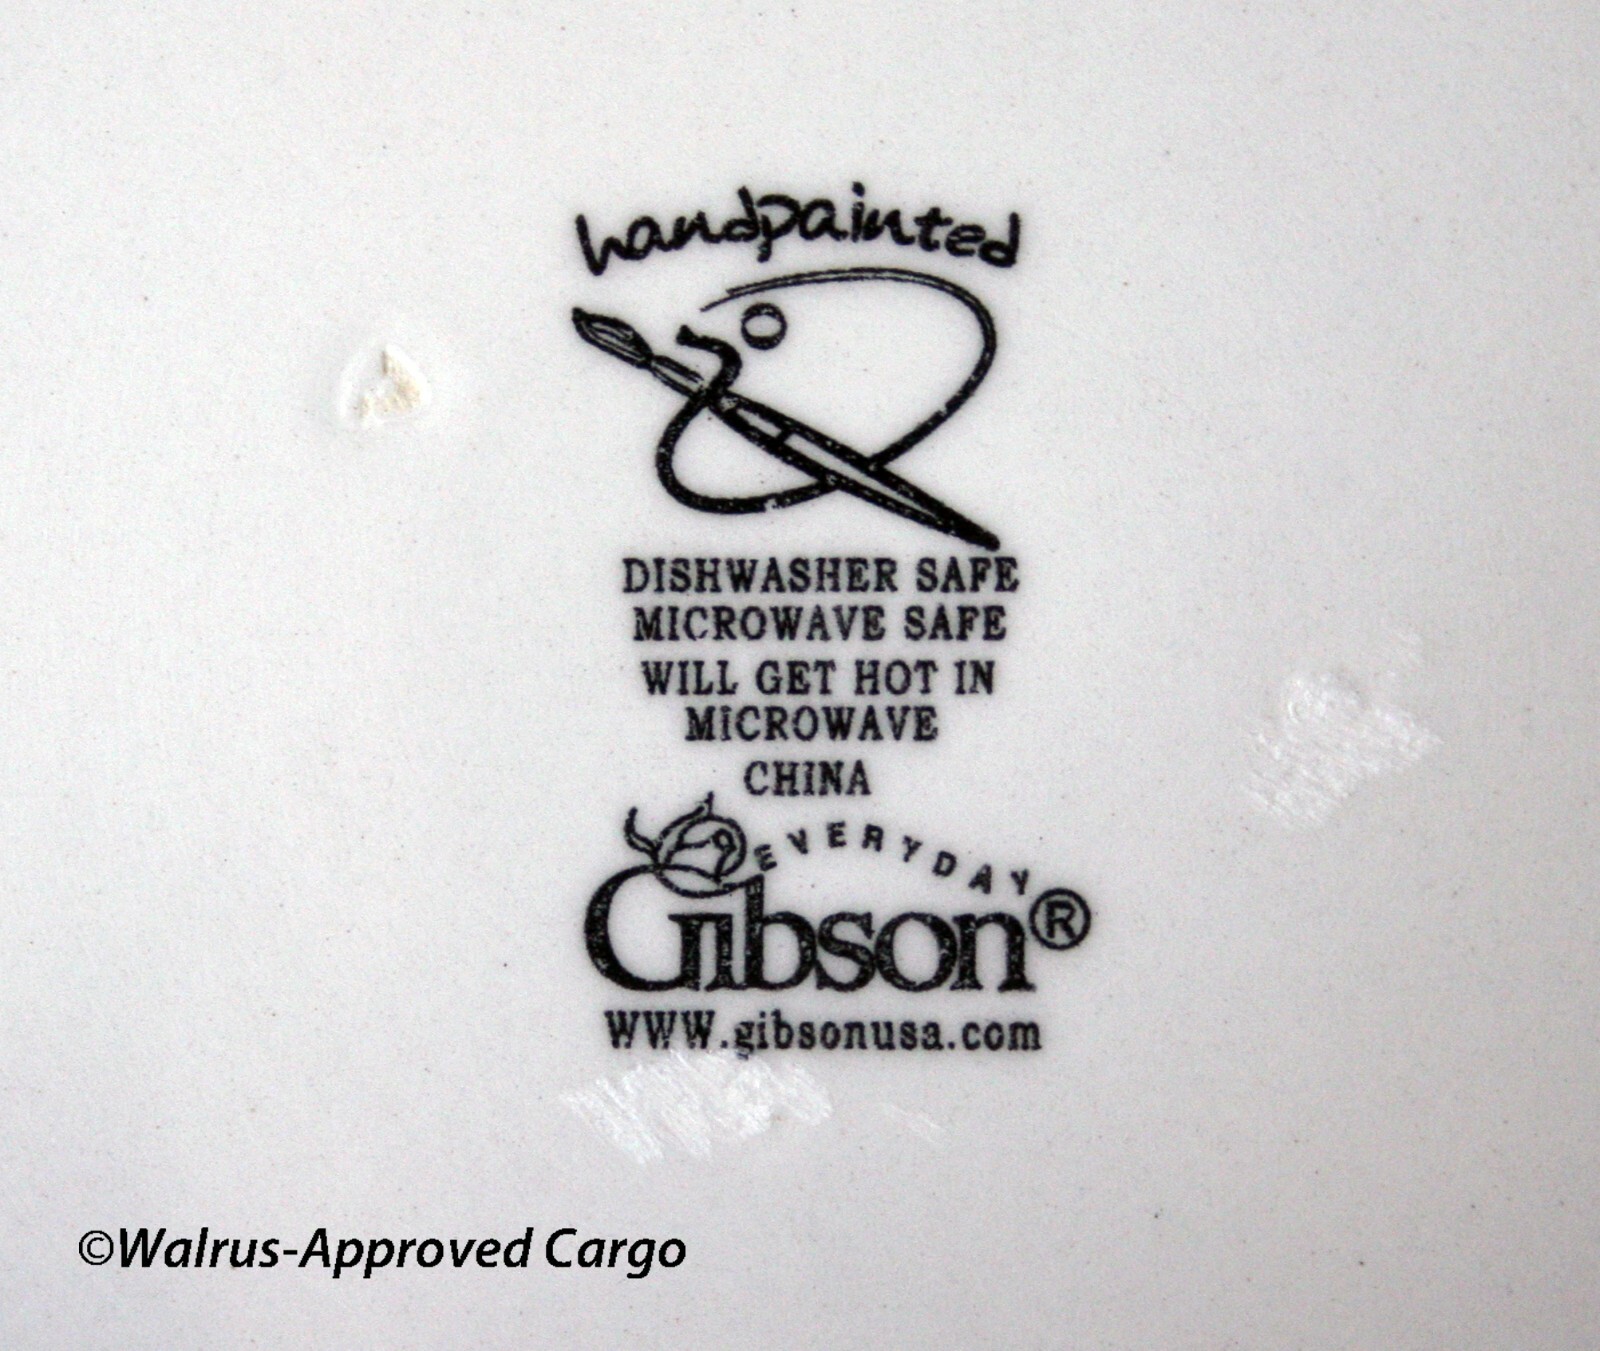 handpainted
DISHWASHER SAFE
MICROWAVE SAFE
WILL GET HOT IN
MICROWAVE
CHINA
EVERYDAY
Gibson®
WWW.gibsonusa.com
©Walrus-Approved Cargo